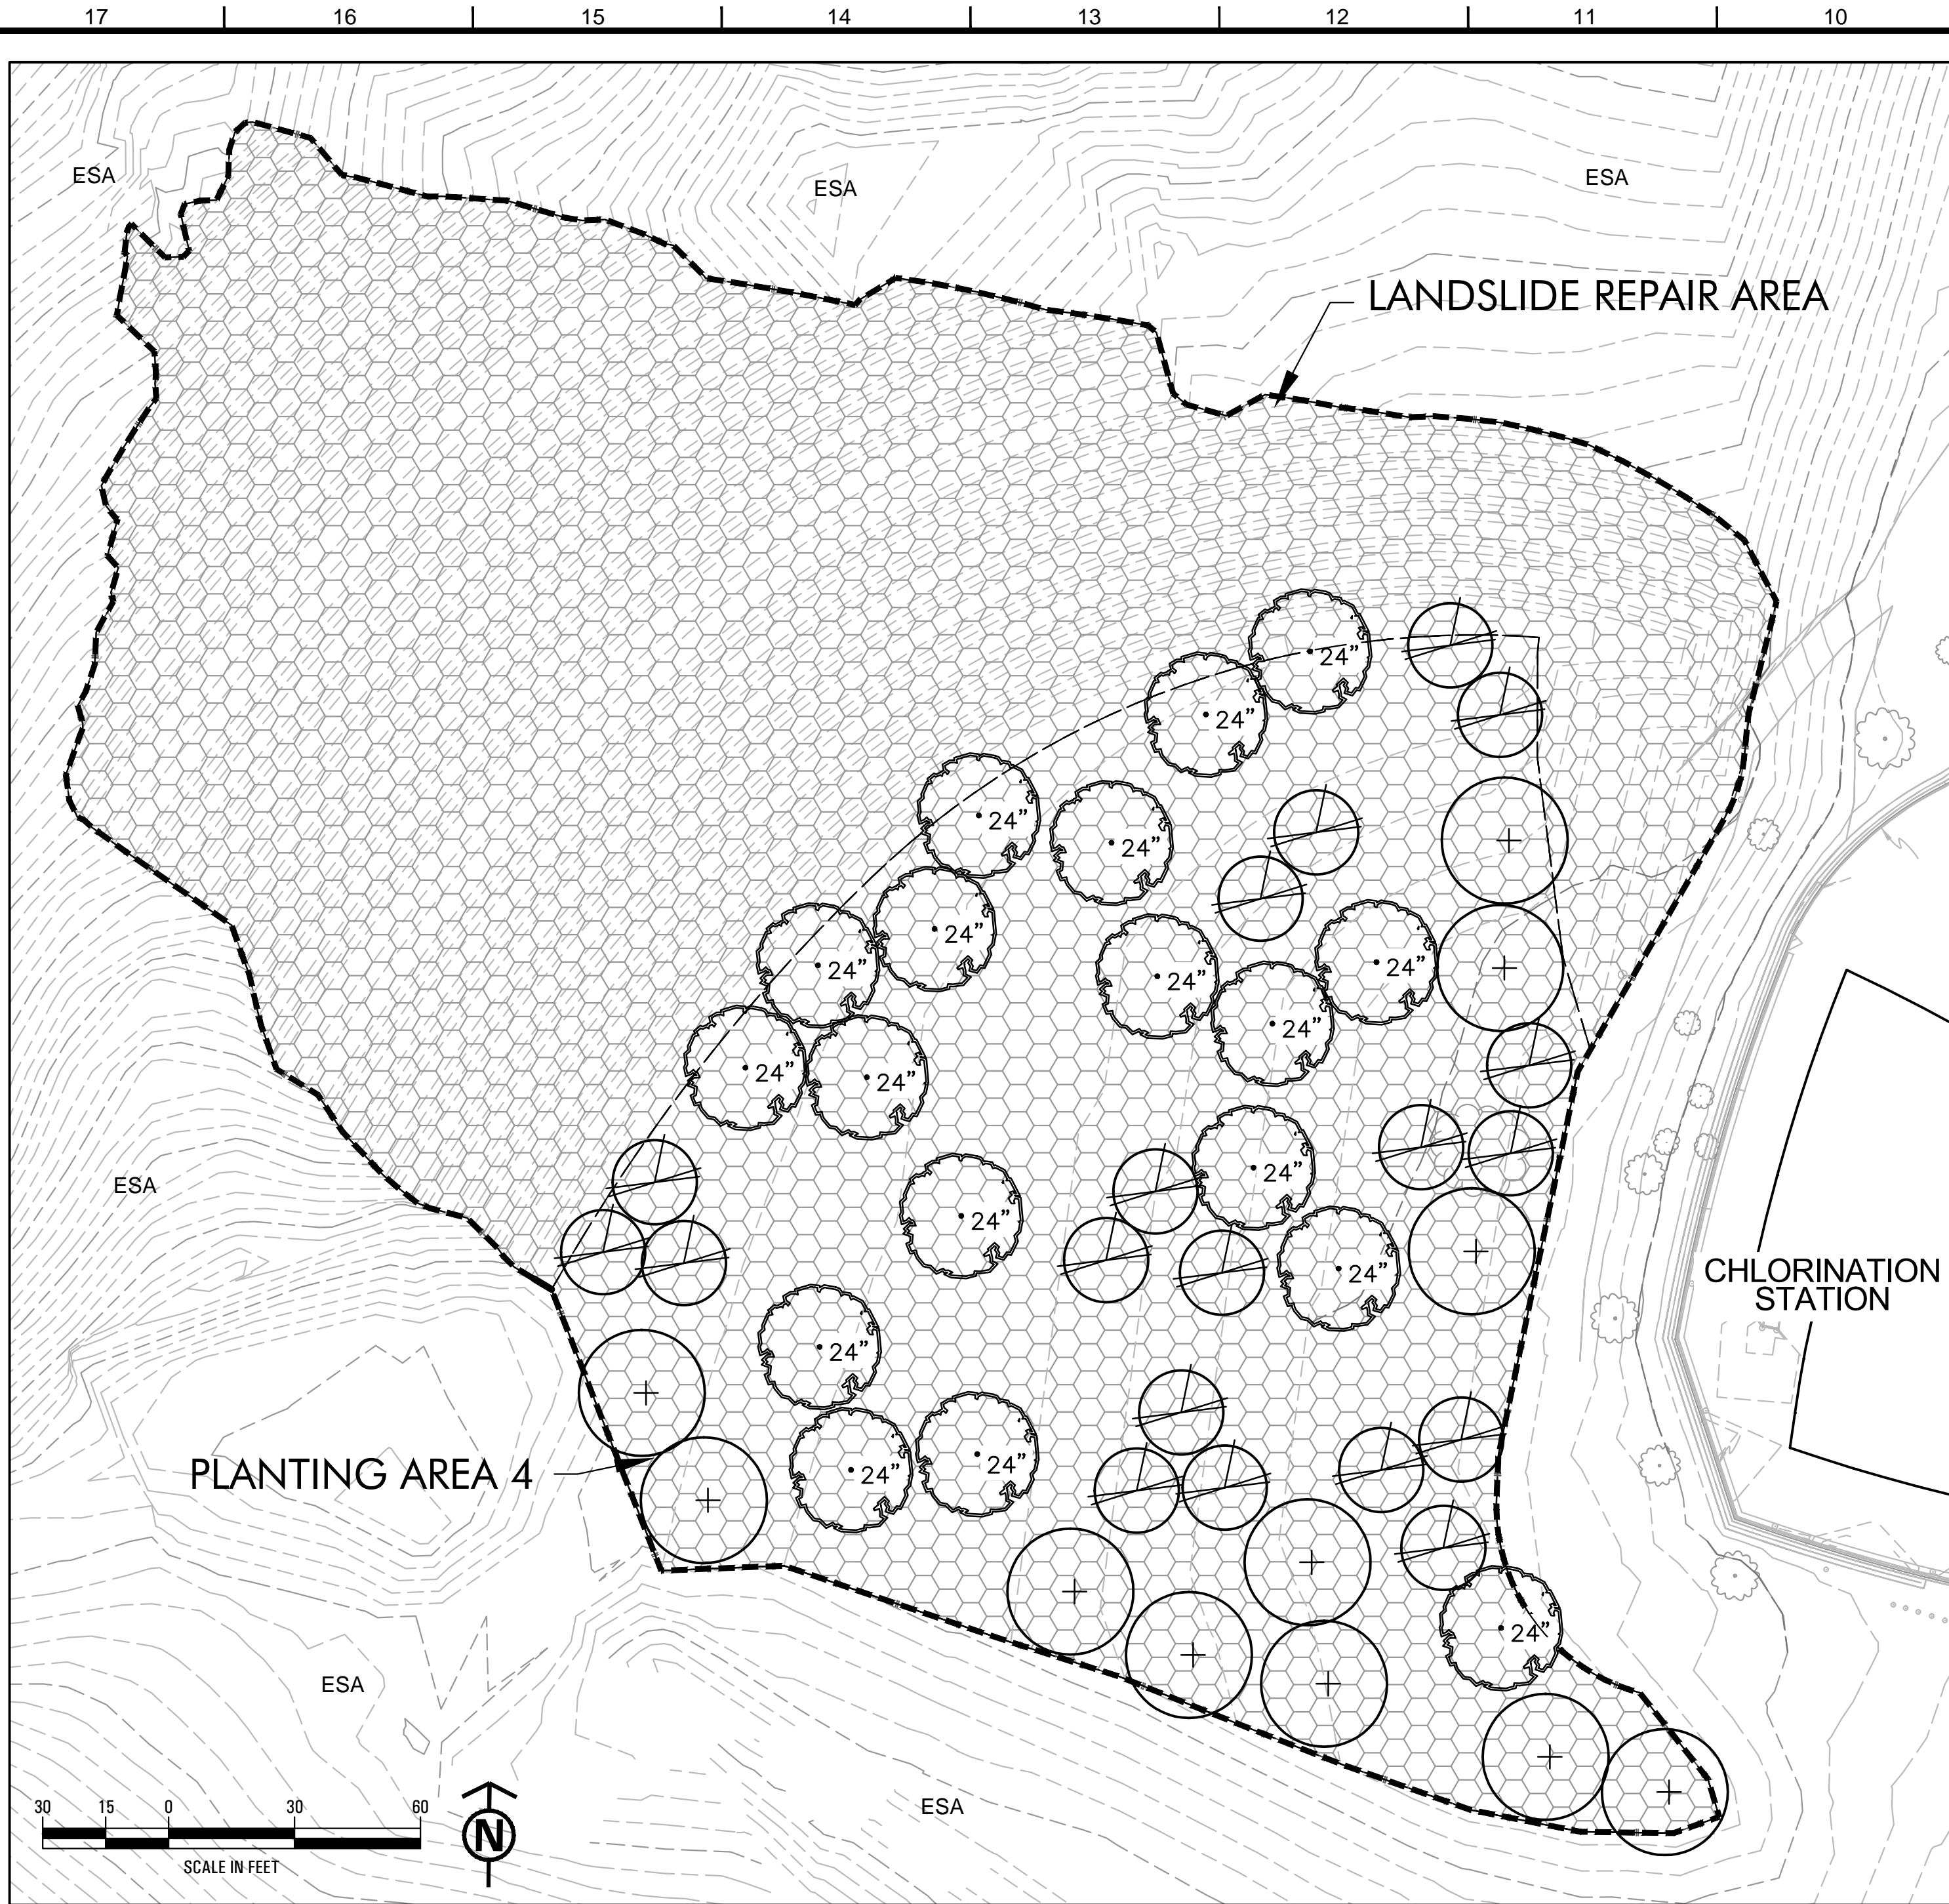 17 16 15 14 13 12 11 10
ESA
ESA
ESA
LANDSLIDE REPAIR AREA
24”
24”
24”
24”
24”
24”
24”
24”
24”
24”
24”
24”
24”
ESA
24”
24”
CHLORINATION
STATION
24”
24”
24”
PLANTING AREA 4
24”
ESA
ESA
30 15 0 30 60
N
SCALE IN FEET